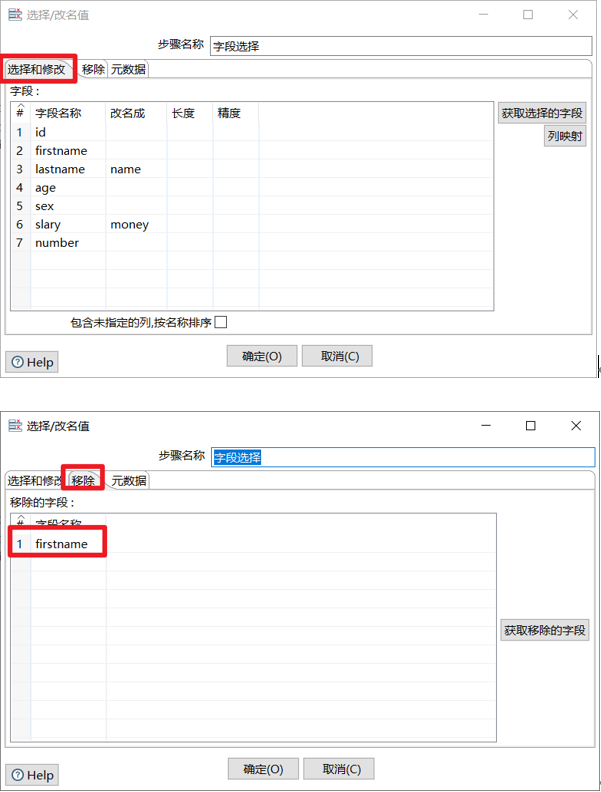 选择/改名值
步骤名称 字段选择
选择和修改 移除 元数据
字段:
# 字段名称 改名成 长度 精度
获取选择的字段
1 id
列映射
2 firstname
3 lastname name
4 age
5 sex
6 slary money
7 number
包含未指定的列,按名称排序
Help 确定(O) 取消(C)
选择/改名值
步骤名称 字段选择
选择和修改 移除 元数据
移除的字段:
# 字段名称
1 firstname
获取移除的字段
Help 确定(O) 取消(C)